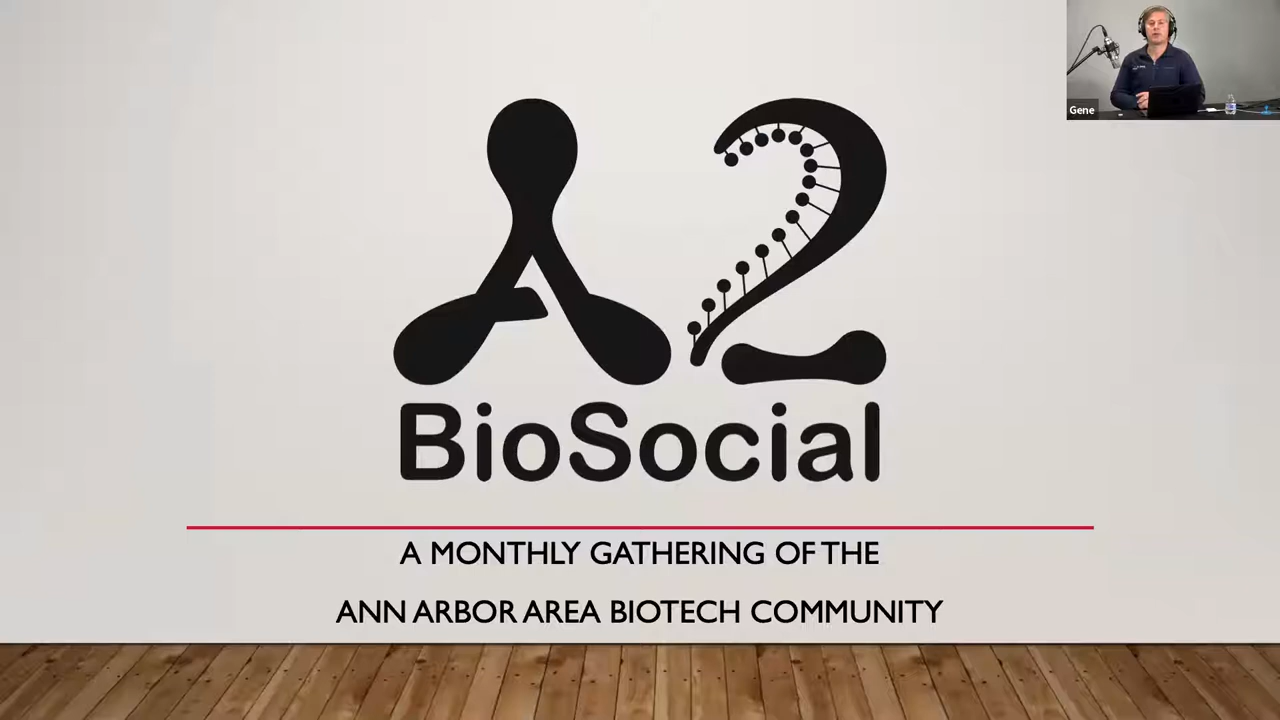 Gene
A2
BioSocial
A MONTHLY GATHERING OF THE
ANN ARBOR AREA BIOTECH COMMUNITY